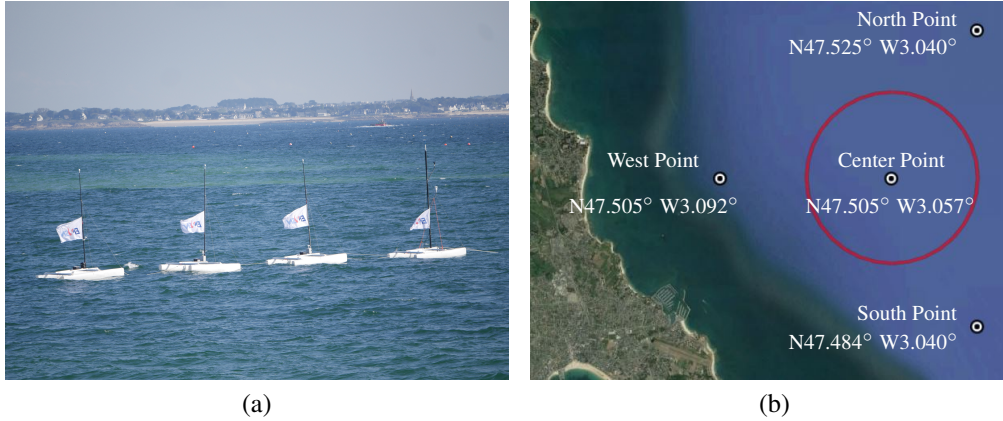 North Point
N47.525° W3.040°
West Point
N47.505° W3.092°
Center Point
N47.505° W3.057°
South Point
N47.484° W3.040°
(a)
(b)